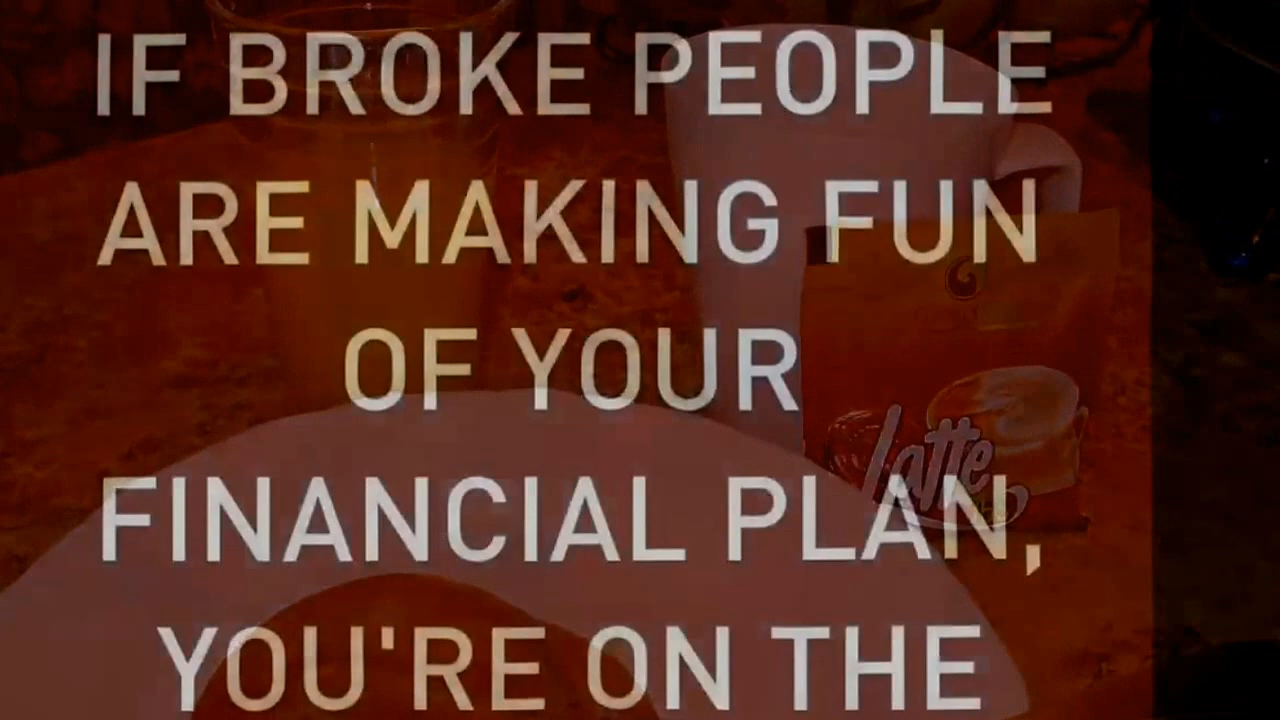 IF BROKE PEOPLE
ARE MAKING FUN
OF YOUR
FINANCIAL PLAN,
YOU'RE ON THE
Latte